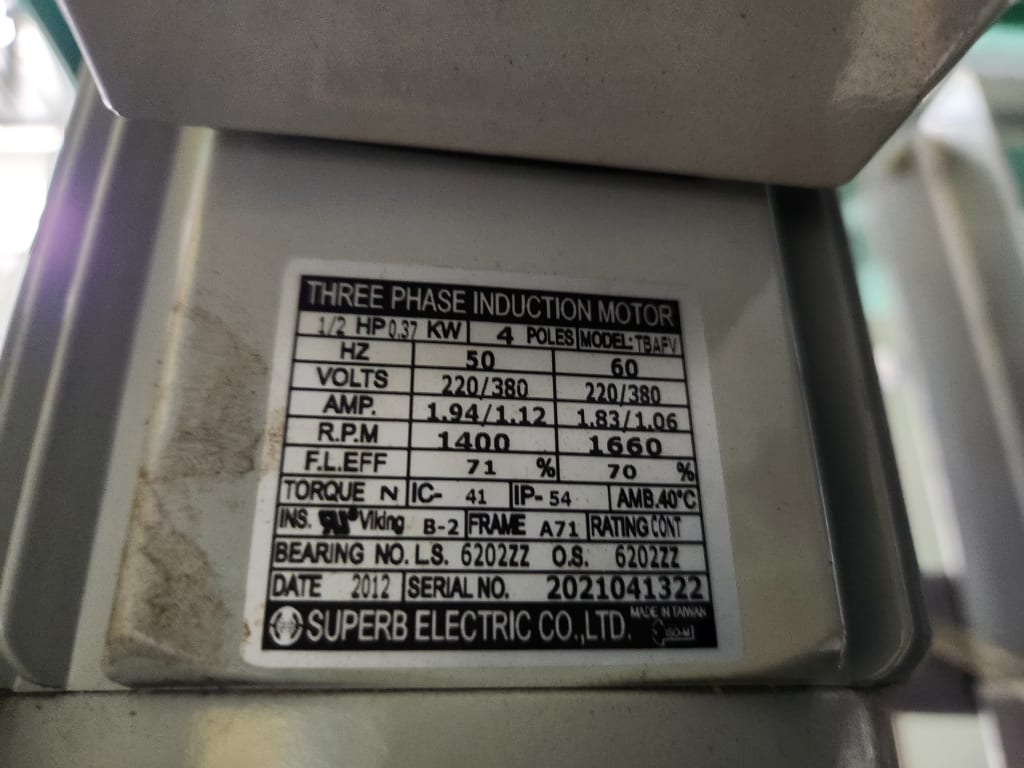 THREE PHASE INDUCTION MOTOR
1/2 HP 0.37 KW 4 POLES MODEL: TBAFV
HZ 50 60
VOLTS 220/380 220/380
AMP. 1.94/1.12 1.83/1.06
R.P.M 1400 1660
F.L.EFF 71 % 70 %
TORQUE N IC- 41 IP- 54 AMB.40°C
INS. Viking B-2 FRAME A71 RATING CONT
BEARING NO. LS. 6202ZZ O.S. 6202ZZ
DATE 2012 SERIAL NO. 2021041322
SUPERB ELECTRIC CO.,LTD. MADE IN TAIWAN